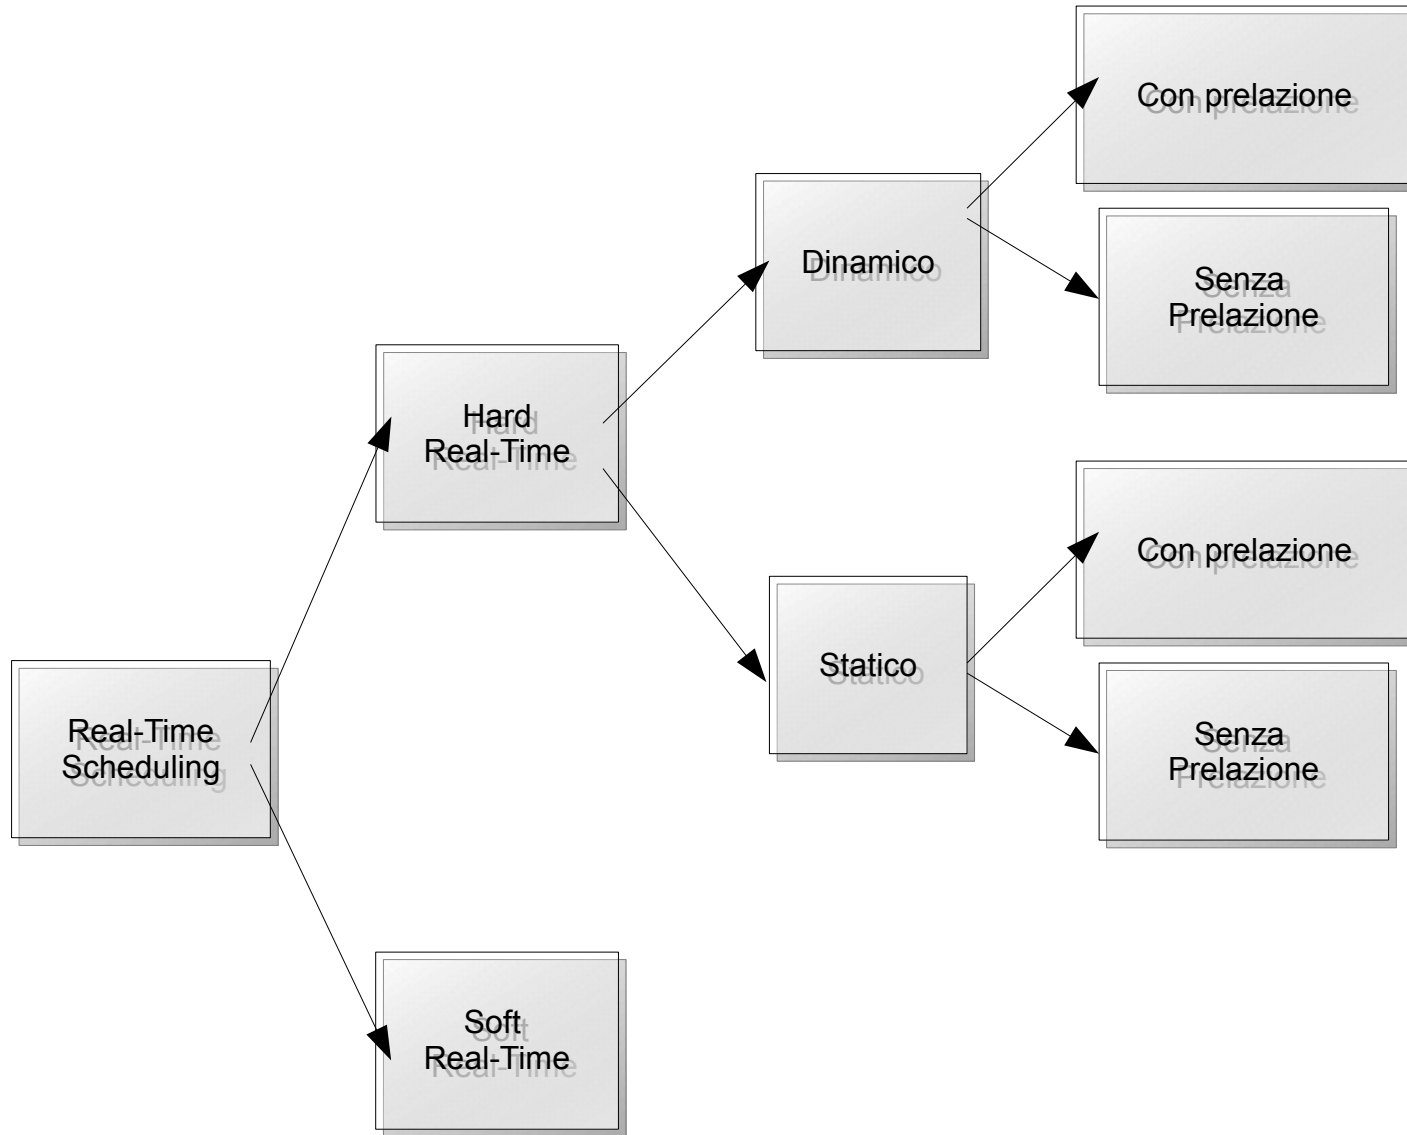 Con prelazione
Dinamico
Senza
Prelazione
Hard
Real-Time
Con prelazione
Statico
Real-Time
Scheduling
Senza
Prelazione
Soft
Real-Time